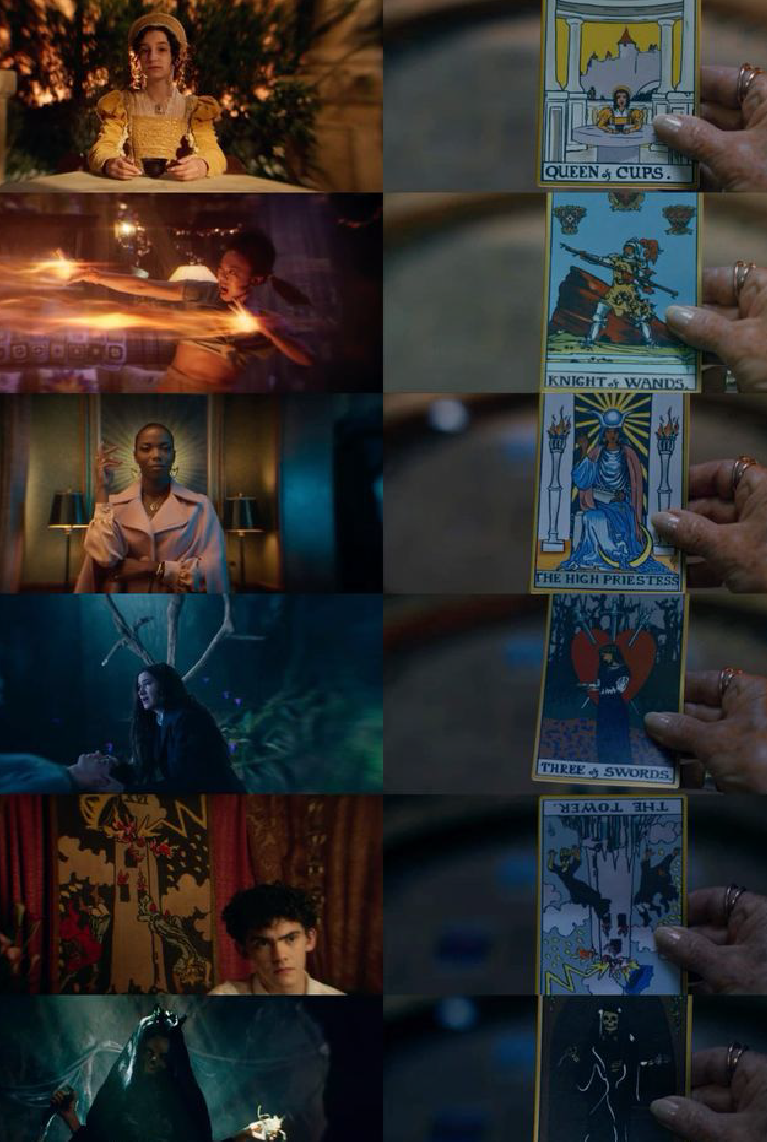 QUEEN of CUPS.
KNIGHT of WANDS.
THE HIGH PRIESTESS
THREE of SWORDS.
THE TOWER.